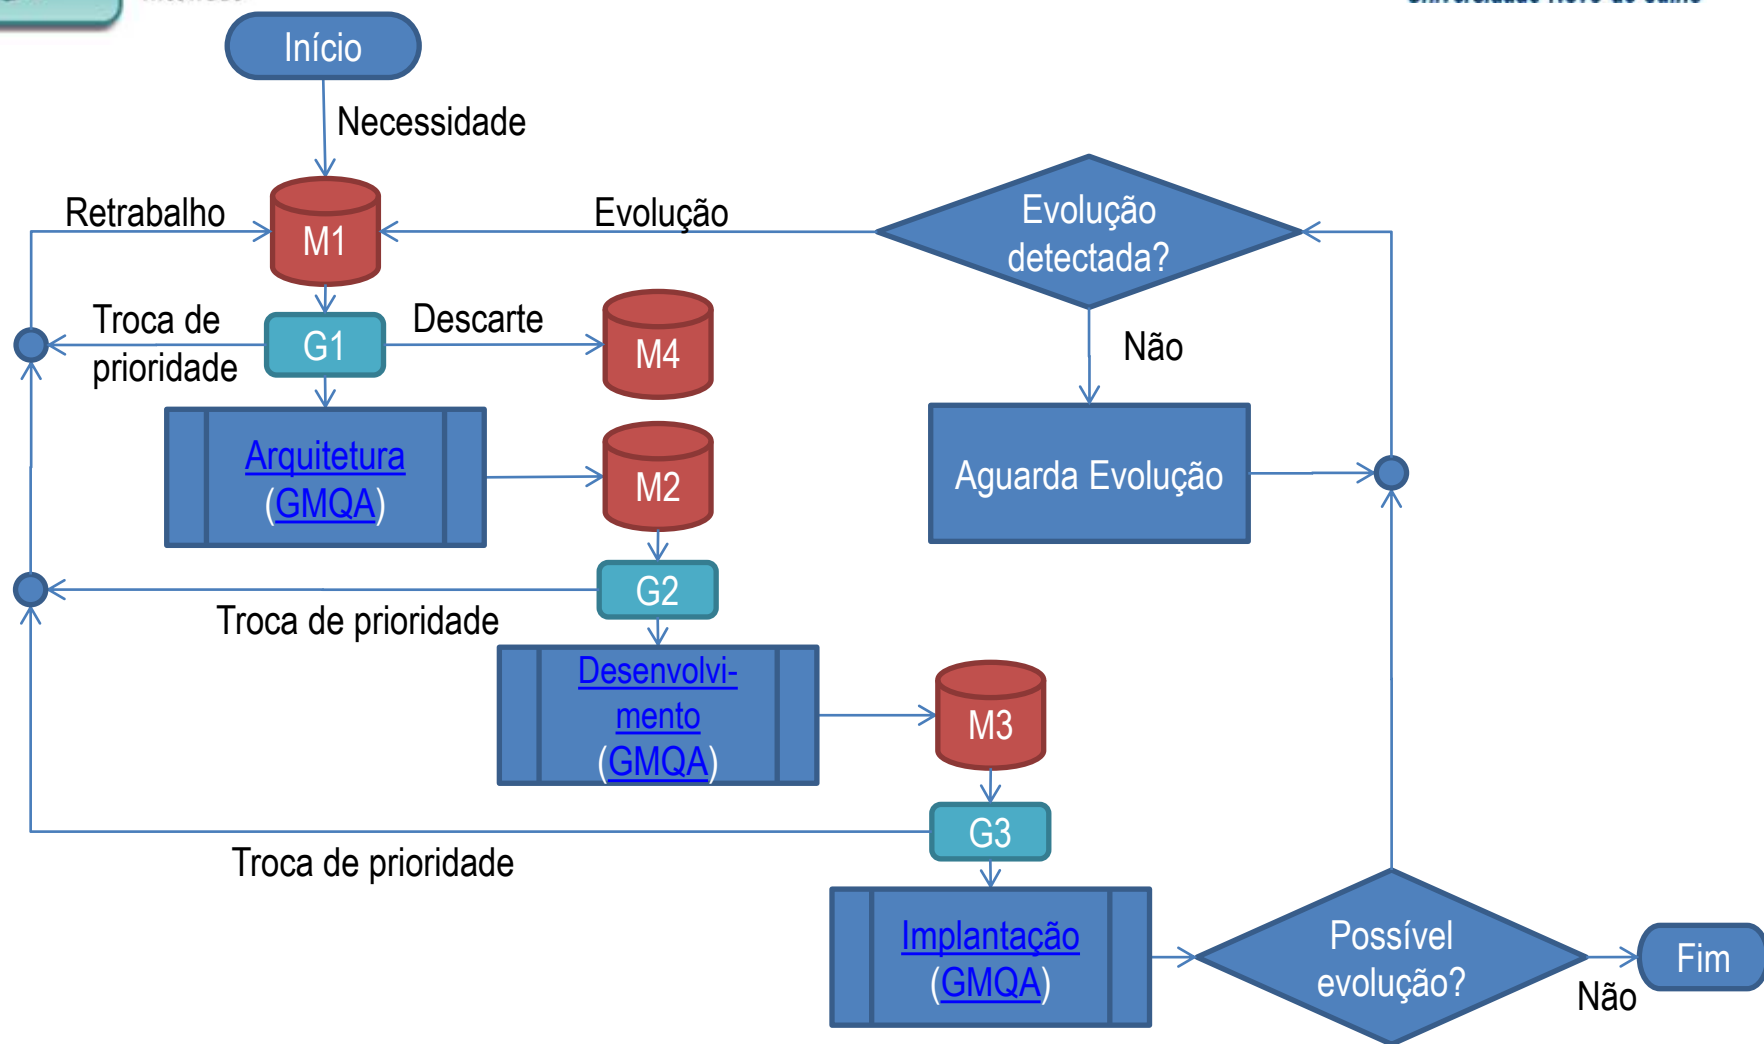 Início
Necessidade
Retrabalho
M1
Evolução
Evolução
detectada?
Troca de
prioridade
G1
Descarte
M4
Não
Arquitetura
(GMQA)
M2
Aguarda Evolução
G2
Troca de prioridade
Desenvolvi-
mento
(GMQA)
M3
G3
Troca de prioridade
Implantação
(GMQA)
Possível
evolução?
Não
Fim